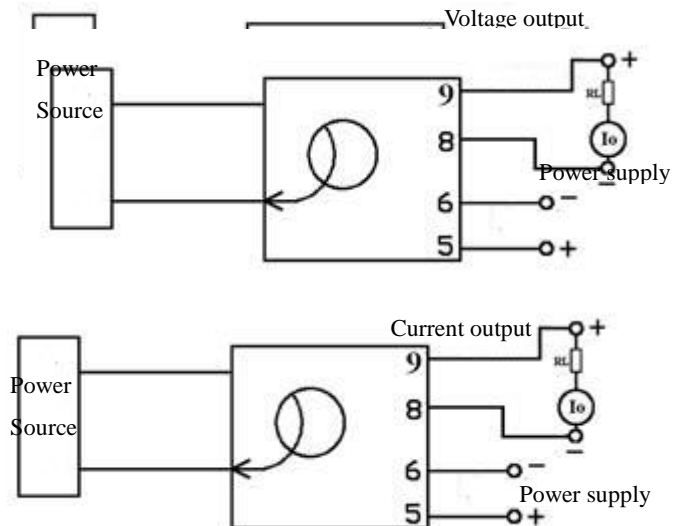 Voltage output
Power
Source
9
+
RL
8
Io
Power supply
−
6
−
5
+
Current output
9
+
RL
Power
Source
8
Io
−
6
−
Power supply
5
+